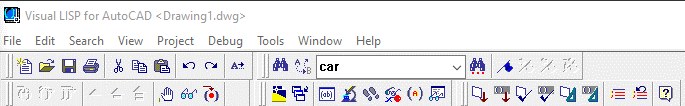 Visual LISP for AutoCAD <Drawing1.dwg>
File Edit Search View Project Debug Tools Window Help
car